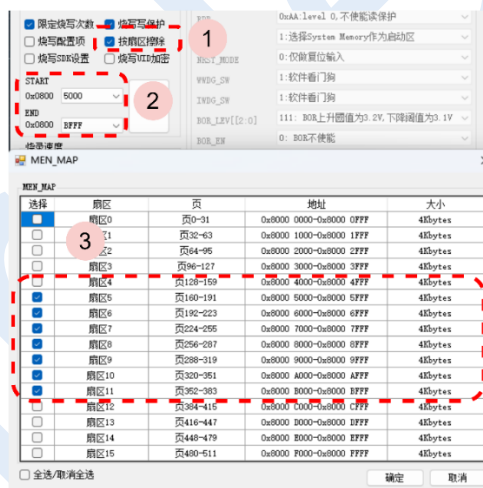 限定烧写次数 烧写写保护 0xAA:level 0,不使能读保护
烧写配置项 按扇区擦除 1 1:选择System Memory作为启动区
烧写SDK设置 烧写UID加密 NRST_MODE 0:仅做复位输入
START WWDG_SW 1:软件看门狗
0x0800 5000 2 IWDG_SW 1:软件看门狗
END BOR_LEV[[2:0] 111: BOR上升阈值为3.2V,下降阈值为3.1V
0x0800 BFFF BOR_EN 0: BOR不使能
烧录速度
MEN_MAP
MEN_MAP
选择 扇区 页 地址 大小
扇区0 页0-31 0x8000 0000-0x8000 0FFF 4Kbytes
3 页32-63 0x8000 1000-0x8000 1FFF 4Kbytes
页64-95 0x8000 2000-0x8000 2FFF 4Kbytes
扇区3 页96-127 0x8000 3000-0x8000 3FFF 4Kbytes
扇区4 页128-159 0x8000 4000-0x8000 4FFF 4Kbytes
扇区5 页160-191 0x8000 5000-0x8000 5FFF 4Kbytes
扇区6 页192-223 0x8000 6000-0x8000 6FFF 4Kbytes
扇区7 页224-255 0x8000 7000-0x8000 7FFF 4Kbytes
扇区8 页256-287 0x8000 8000-0x8000 8FFF 4Kbytes
扇区9 页288-319 0x8000 9000-0x8000 9FFF 4Kbytes
扇区10 页320-351 0x8000 A000-0x8000 AFFF 4Kbytes
扇区11 页352-383 0x8000 B000-0x8000 BFFF 4Kbytes
扇区12 页384-415 0x8000 C000-0x8000 CFFF 4Kbytes
扇区13 页416-447 0x8000 D000-0x8000 DFFF 4Kbytes
扇区14 页448-479 0x8000 E000-0x8000 EFFF 4Kbytes
扇区15 页480-511 0x8000 F000-0x8000 FFFF 4Kbytes
全选/取消全选 确定 取消